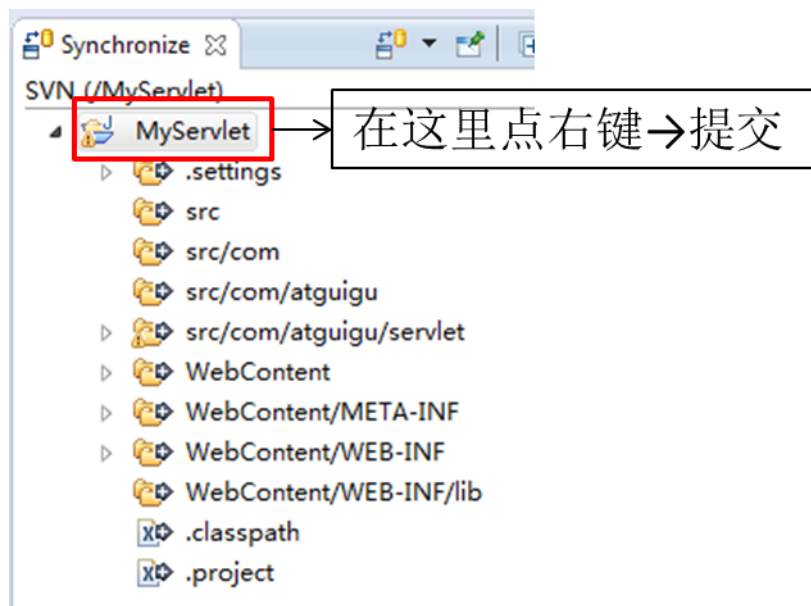 Synchronize
SVN (/MyServlet)
MyServlet
在这里点右键→提交
.settings
src
src/com
src/com/atguigu
src/com/atguigu/servlet
WebContent
WebContent/META-INF
WebContent/WEB-INF
WebContent/WEB-INF/lib
.classpath
.project